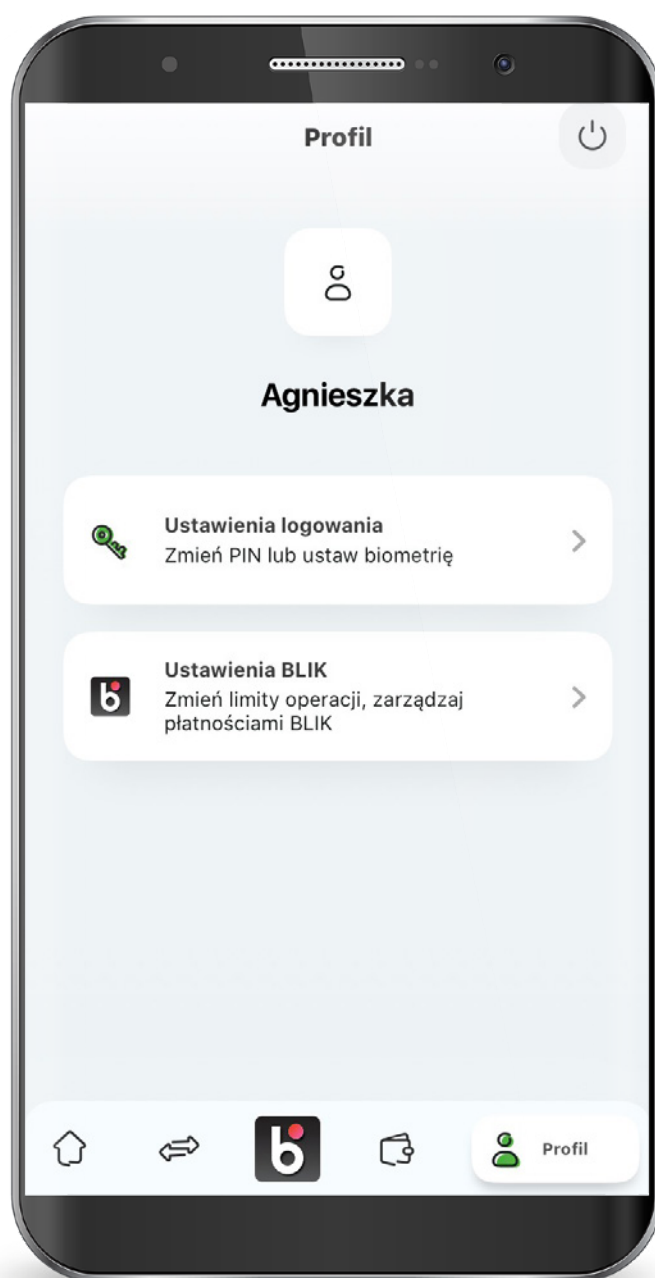 Profil
Agnieszka
Ustawienia logowania
Zmień PIN lub ustaw biometrię
Ustawienia BLIK
Zmień limity operacji, zarządzaj
płatnościami BLIK
Profil